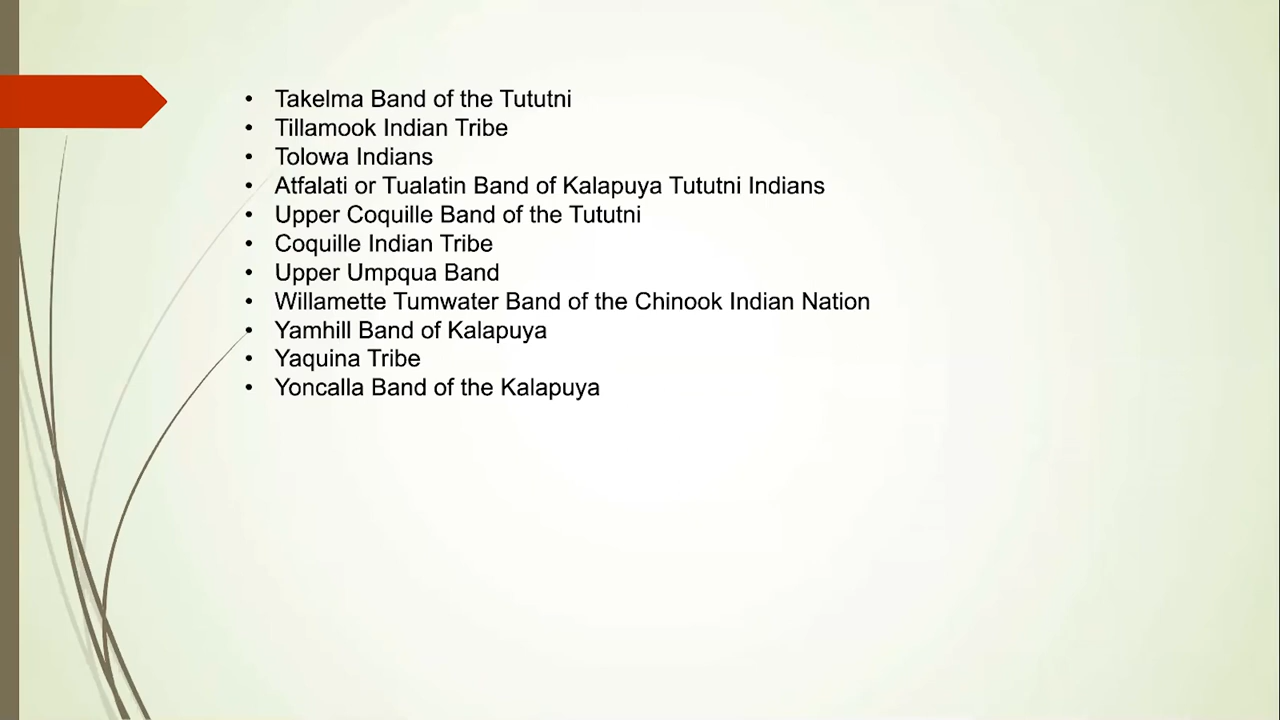 • Takelma Band of the Tututni
• Tillamook Indian Tribe
• Tolowa Indians
• Atfalati or Tualatin Band of Kalapuya Tututni Indians
• Upper Coquille Band of the Tututni
• Coquille Indian Tribe
• Upper Umpqua Band
• Willamette Tumwater Band of the Chinook Indian Nation
• Yamhill Band of Kalapuya
• Yaquina Tribe
• Yoncalla Band of the Kalapuya